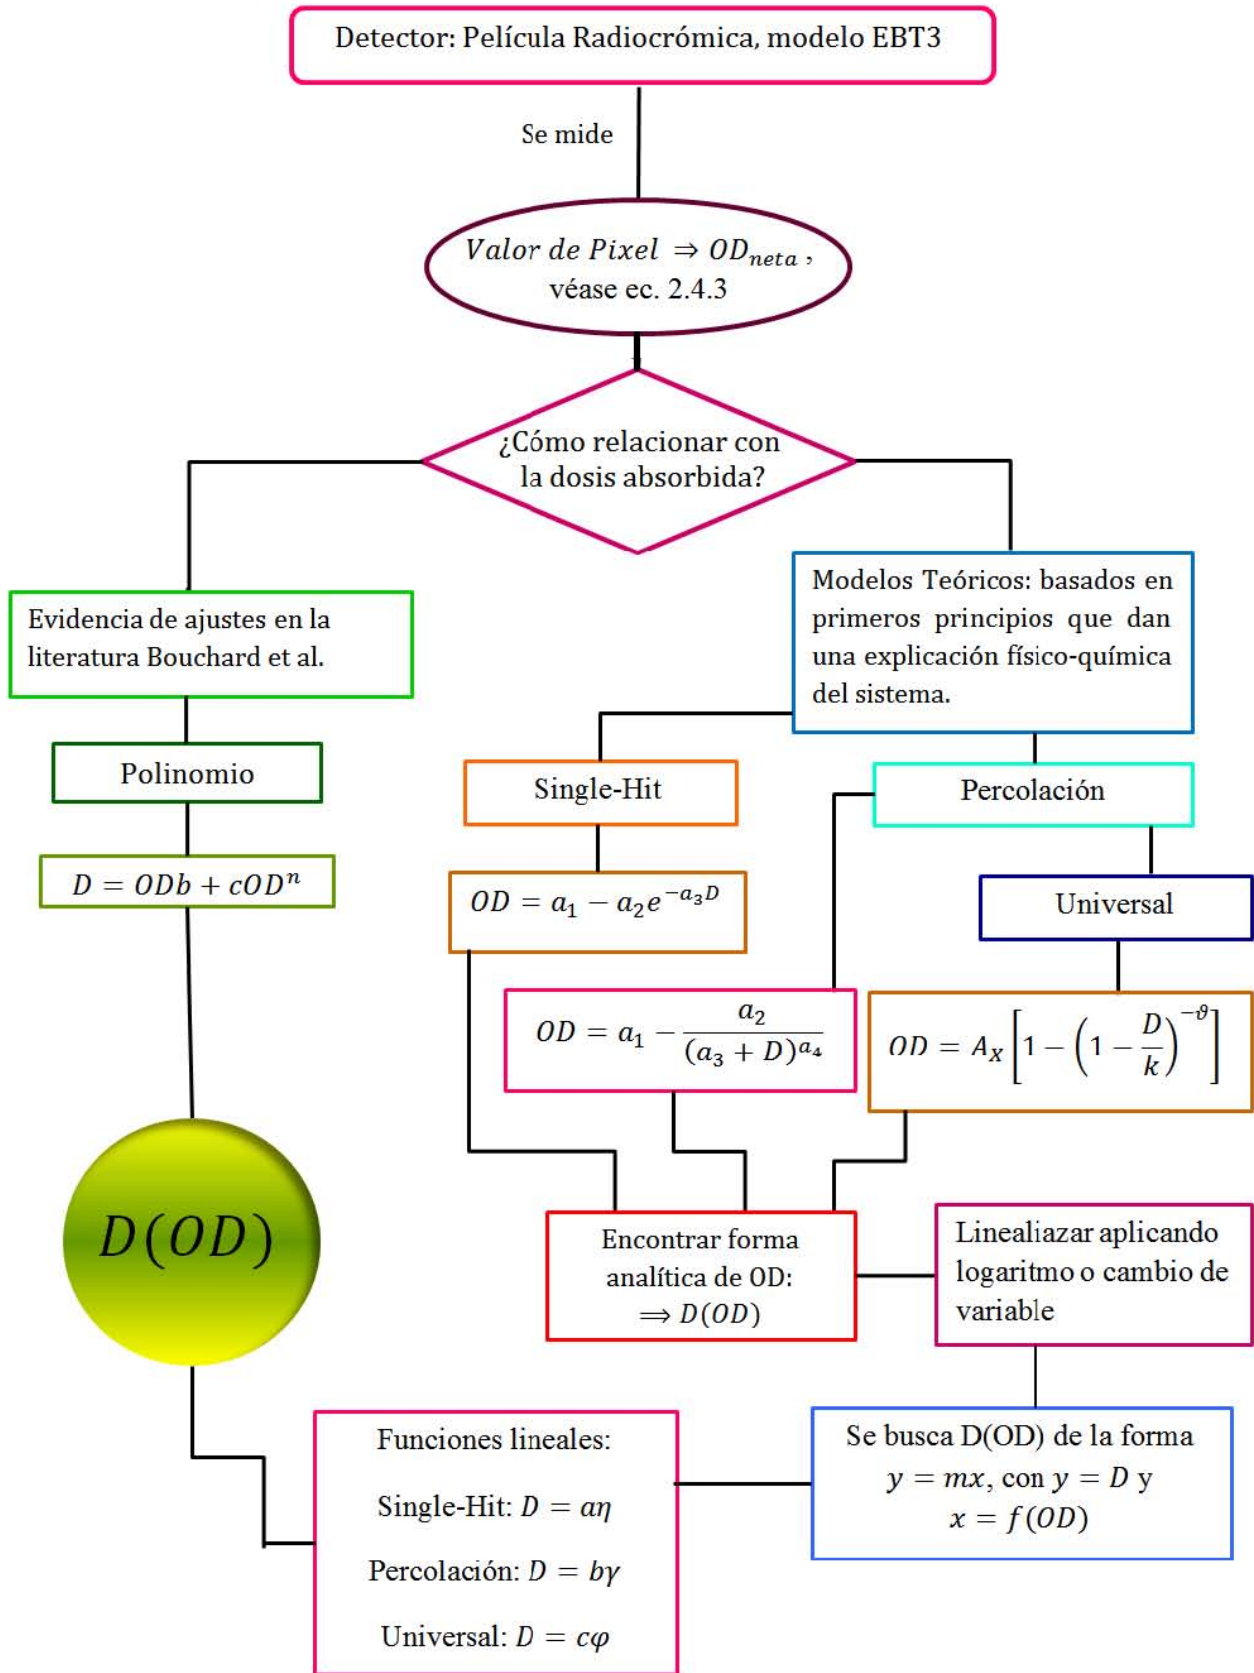 Detector: Película Radiocrómica, modelo EBT3
Se mide
Valor de Pixel ⇒ OD_{neta} ,
véase ec. 2.4.3
¿Cómo relacionar con
la dosis absorbida?
Evidencia de ajustes en la
literatura Bouchard et al.
Polinomio
D = ODb + cOD^n
D(OD)
Modelos Teóricos: basados en
primeros principios que dan
una explicación físico-química
del sistema.
Single-Hit
OD = a_1 − a_2e^{−a_3D}
Percolación
Universal
OD = a_1 − \frac{a_2}{(a_3 + D)^{a_4}}
OD = A_X [1 − (1 − \frac{D}{k})^{−ϑ}]
Encontrar forma
analítica de OD:
⟹ D(OD)
Linealiazar aplicando
logaritmo o cambio de
variable
Se busca D(OD) de la forma
y = mx, con y = D y
x = f(OD)
Funciones lineales:
Single-Hit: D = aη
Percolación: D = bγ
Universal: D = cφ